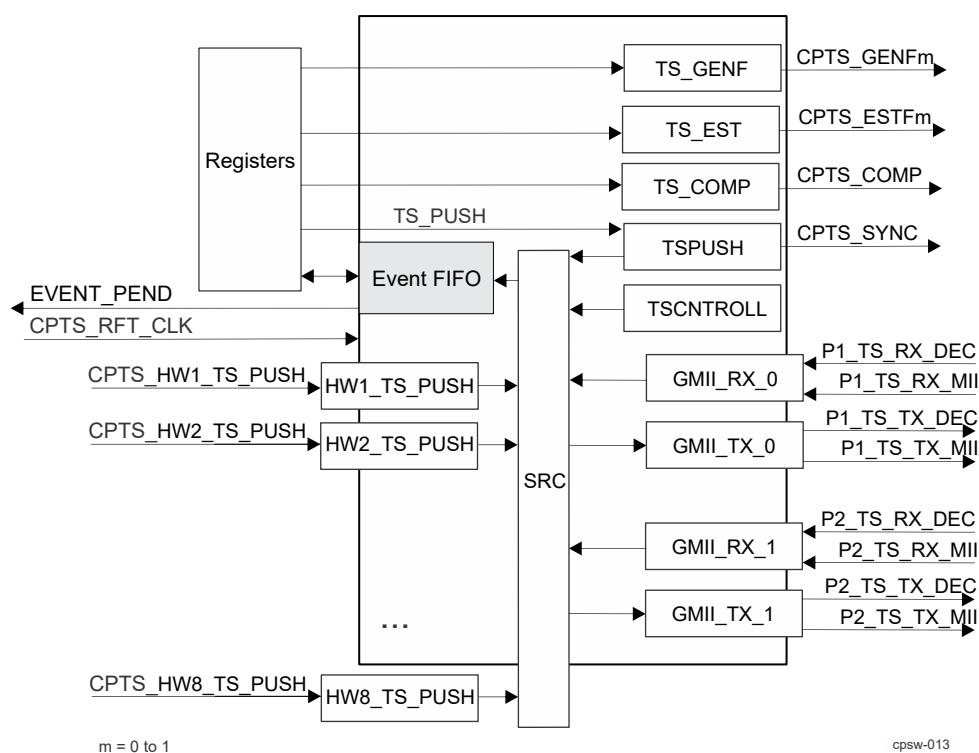 TS_GENF
CPTS_GENFm
TS_EST
CPTS_ESTFm
Registers
TS_COMP
CPTS_COMP
TS_PUSH
TSPUSH
CPTS_SYNC
Event FIFO
EVENT_PEND
TSCNTROLL
CPTS_RFT_CLK
P1_TS_RX_DEC
CPTS_HW1_TS_PUSH
HW1_TS_PUSH
GMII_RX_0
P1_TS_RX_MII
P1_TS_TX_DEC
CPTS_HW2_TS_PUSH
HW2_TS_PUSH
GMII_TX_0
P1_TS_TX_MII
SRC
P2_TS_RX_DEC
GMII_RX_1
P2_TS_RX_MII
P2_TS_TX_DEC
GMII_TX_1
P2_TS_TX_MII
...
CPTS_HW8_TS_PUSH
HW8_TS_PUSH
m = 0 to 1
cpsw-013